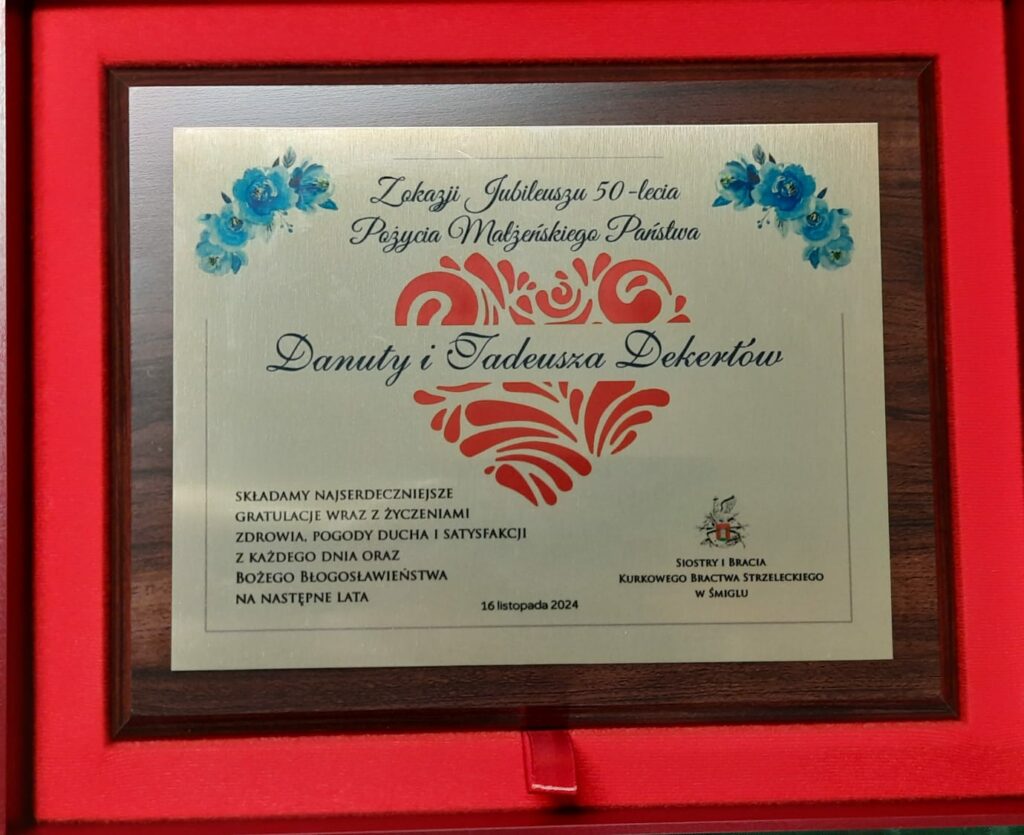 Z okazji Jubileuszu 50-lecia
Pożycia Małżeńskiego Państwa
Danuty i Tadeusza Dekertów
SKŁADAMY NAJSERDECZNIEJSZE
GRATULACJE WRAZ Z ŻYCZENIAMI
ZDROWIA, POGODY DUCHA I SATYSFAKCJI
Z KAŻDEGO DNIA ORAZ
BOŻEGO BŁOGOSŁAWIEŃSTWA
NA NASTĘPNE LATA
16 listopada 2024
SIOSTRY I BRACIA
KURKOWEGO BRACTWA STRZELECKIEGO
W ŚMIGLU